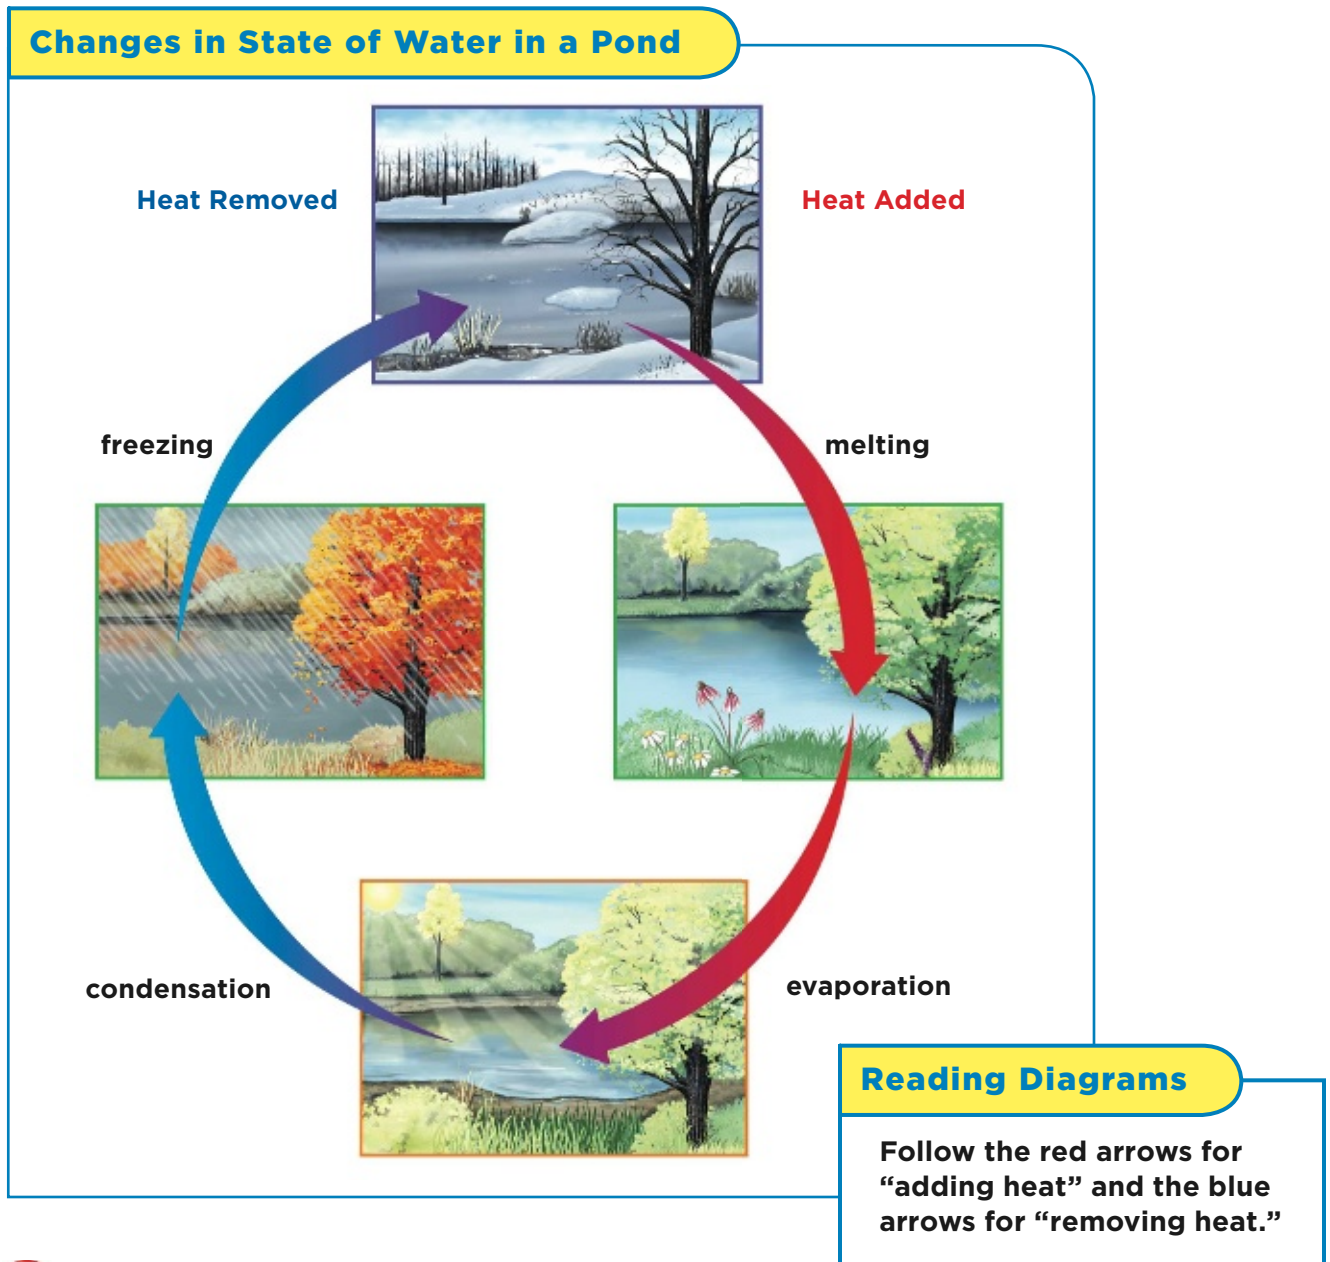 Changes in State of Water in a Pond
Heat Removed
Heat Added
freezing
melting
condensation
evaporation
Reading Diagrams
Follow the red arrows for
“adding heat” and the blue
arrows for “removing heat.”